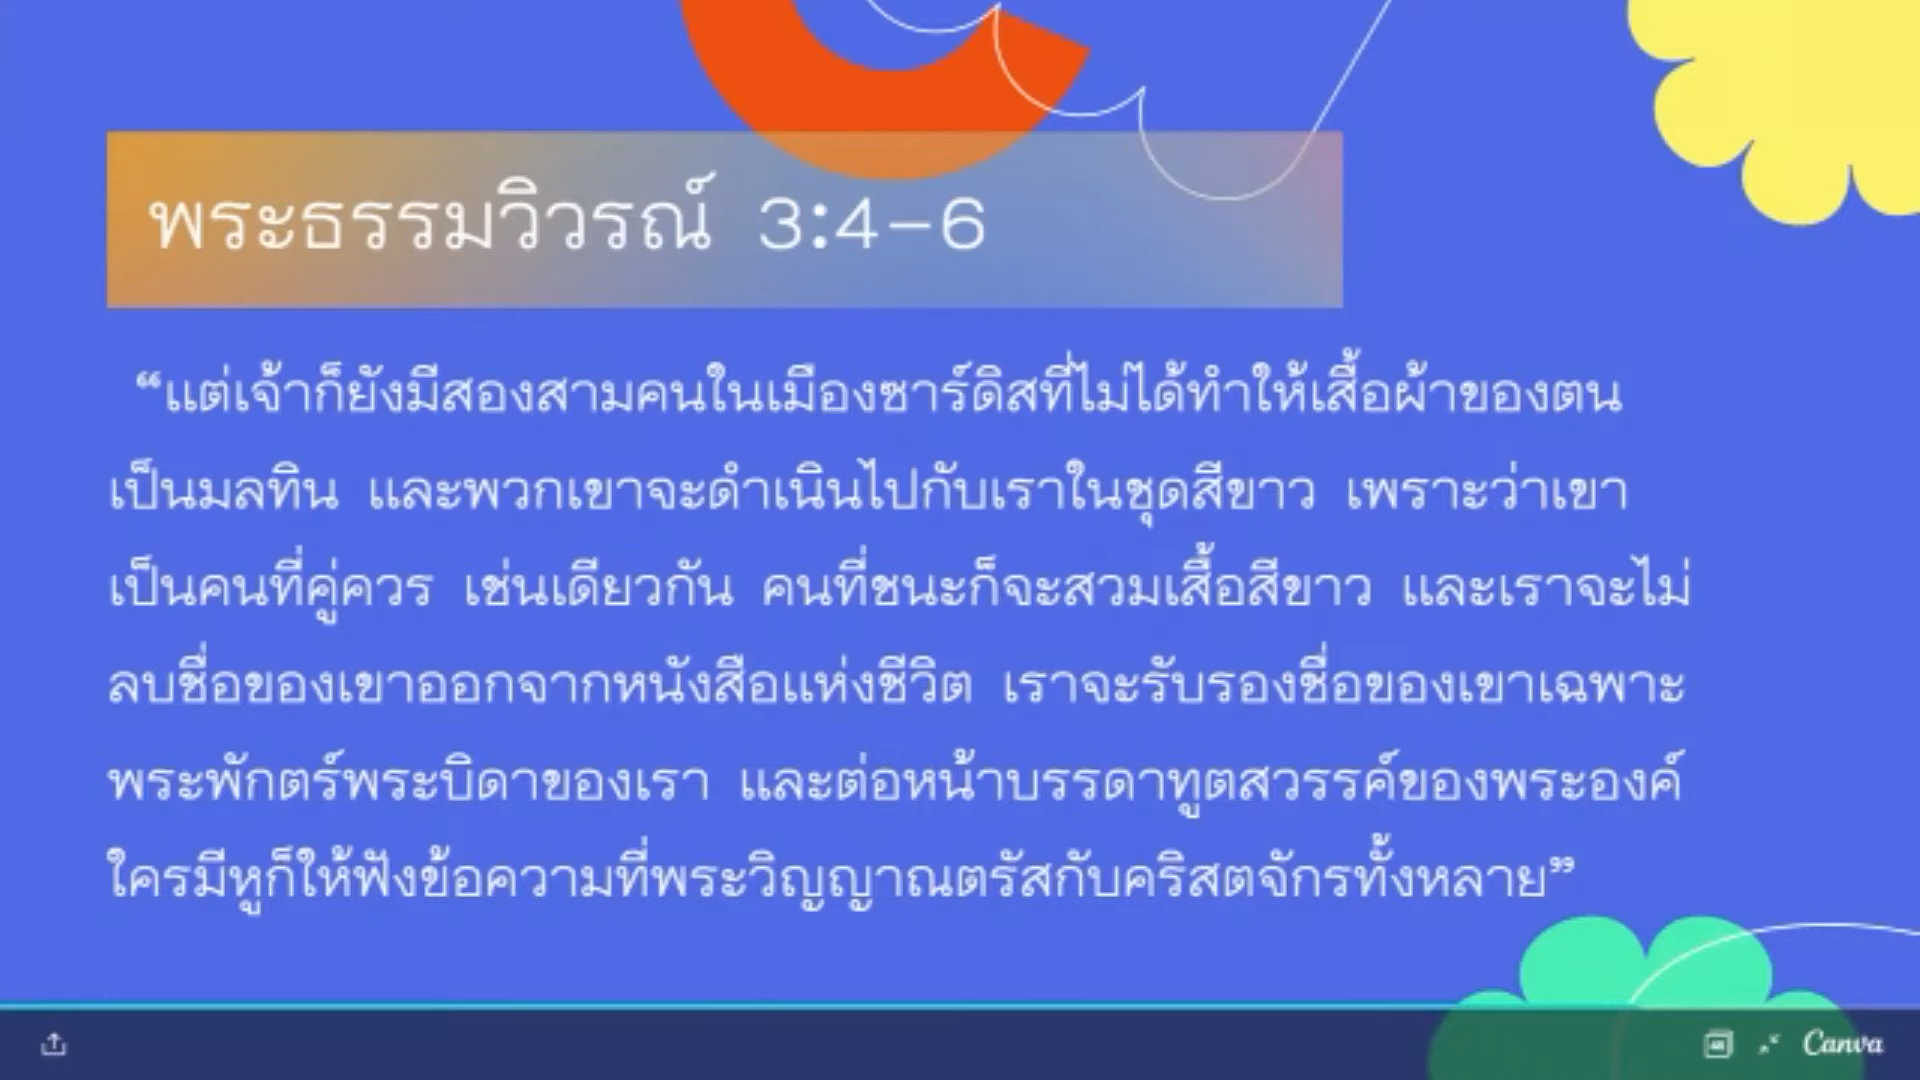 พระธรรมวิวรณ์ 3:4-6
“แต่เจ้าก็ยังมีสองสามคนในเมืองซาร์ดิสที่ไม่ได้ทำให้เสื้อผ้าของตน
เป็นมลทิน และพวกเขาจะดำเนินไปกับเราในชุดสีขาว เพราะว่าเขา
เป็นคนที่คู่ควร เช่นเดียวกัน คนที่ชนะก็จะสวมเสื้อสีขาว และเราจะไม่
ลบชื่อของเขาออกจากหนังสือแห่งชีวิต เราจะรับรองชื่อของเขาเฉพาะ
พระพักตร์พระบิดาของเรา และต่อหน้าบรรดาทูตสวรรค์ของพระองค์
ใครมีหูก็ให้ฟังข้อความที่พระวิญญาณตรัสกับคริสตจักรทั้งหลาย”
Canva